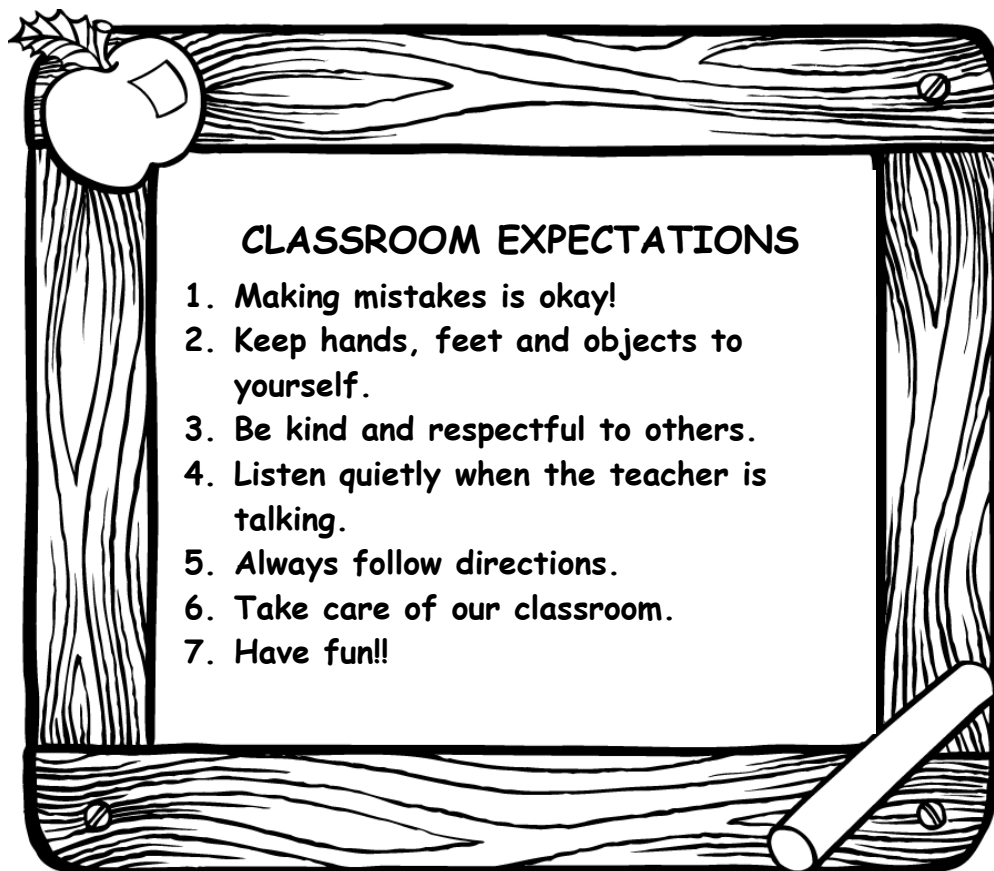 CLASSROOM EXPECTATIONS
1. Making mistakes is okay!
2. Keep hands, feet and objects to
yourself.
3. Be kind and respectful to others.
4. Listen quietly when the teacher is
talking.
5. Always follow directions.
6. Take care of our classroom.
7. Have fun!!